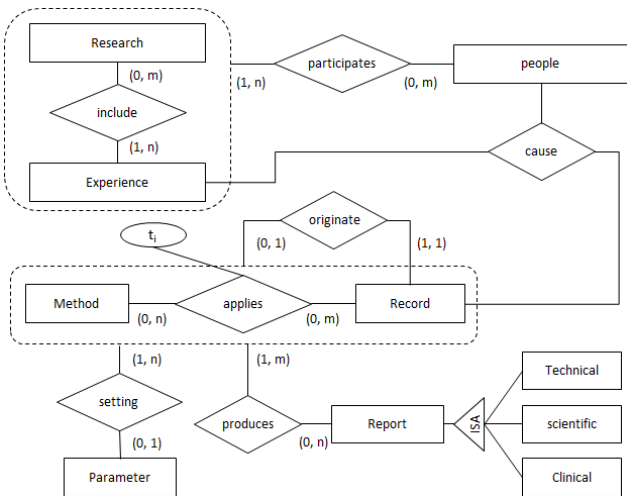 Research
(0, m)
participates
people
(1, n)
(0, m)
include
(1, n)
cause
Experience
originate
t_i
(0, 1)
(1, 1)
Method
applies
Record
(0, n)
(0, m)
(1, n)
(1, m)
Technical
setting
produces
Report
ISA
scientific
(0, n)
(0, 1)
Parameter
Clinical